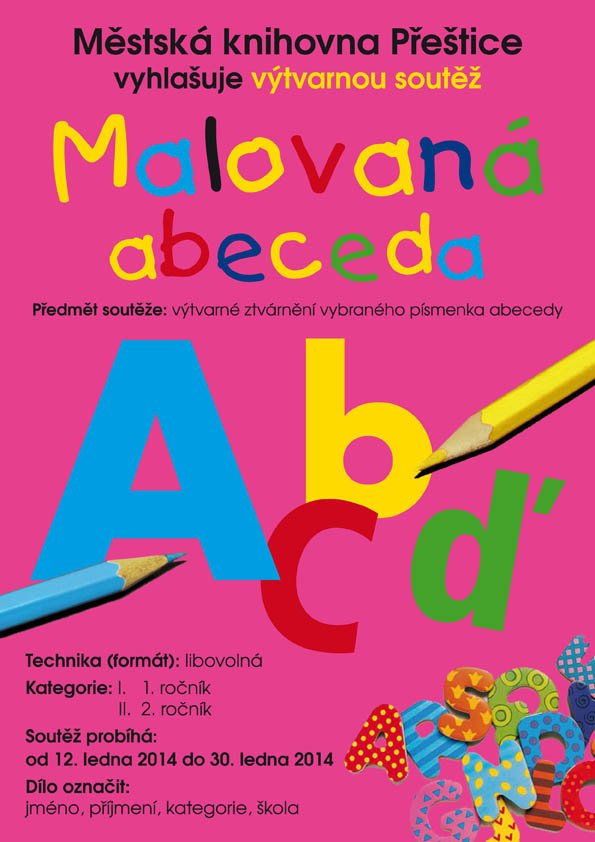 Městská knihovna Přeštice
vyhlašuje výtvarnou soutěž
Malovaná
abeceda
Předmět soutěže: výtvarné ztvárnění vybraného písmenka abecedy
A b
c ď
Technika (formát): libovolná
Kategorie: I. 1. ročník
II. 2. ročník
Soutěž probíhá:
od 12. ledna 2014 do 30. ledna 2014
Dílo označit:
jméno, příjmení, kategorie, škola